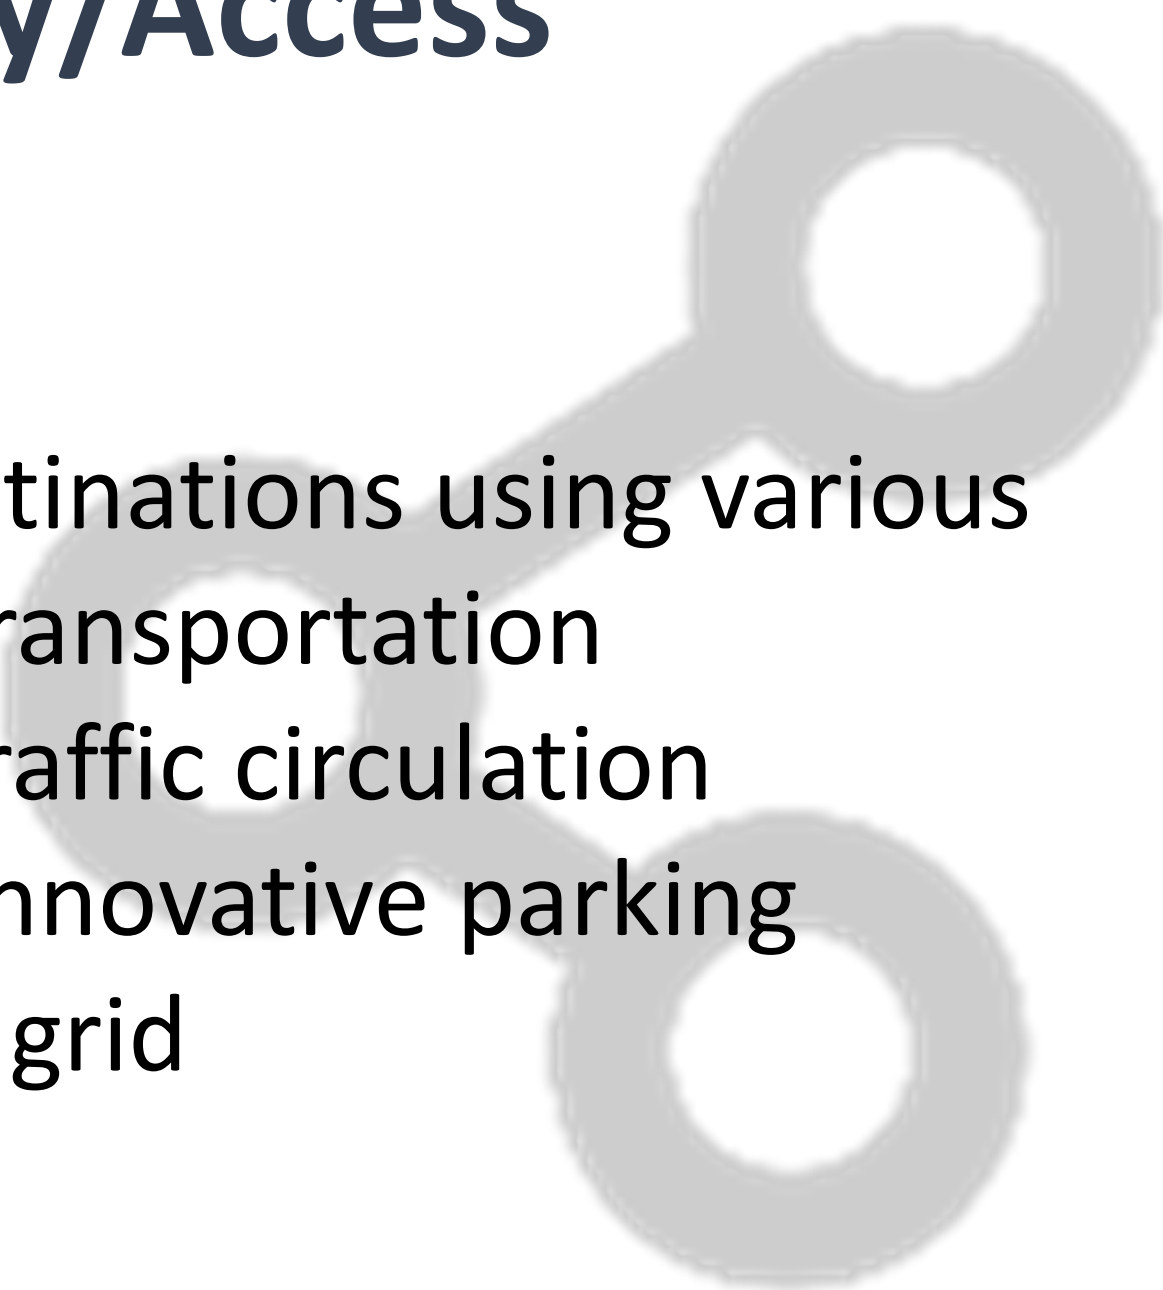 y/Access
tinations using various
ransportation
raffic circulation
nnovative parking
grid